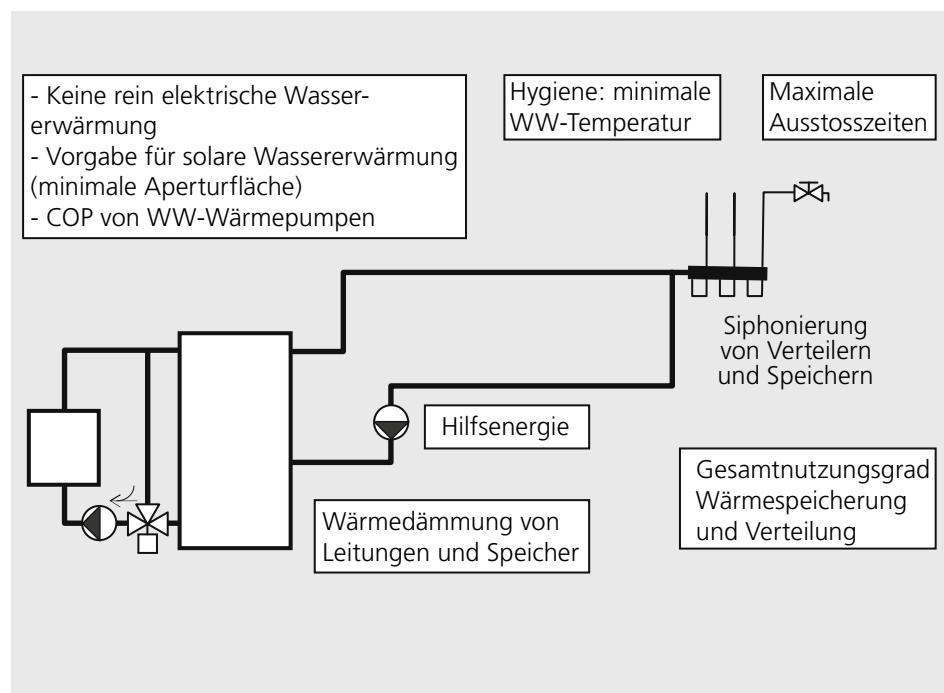 - Keine rein elektrische Wasser-
erwärmung
- Vorgabe für solare Wassererwärmung
(minimale Aperturfläche)
- COP von WW-Wärmepumpen
Hygiene: minimale
WW-Temperatur
Maximale
Ausstosszeiten
Siphonierung
von Verteilern
und Speichern
Hilfsenergie
Gesamtnutzungsgrad
Wärmespeicherung
und Verteilung
Wärmedämmung von
Leitungen und Speicher